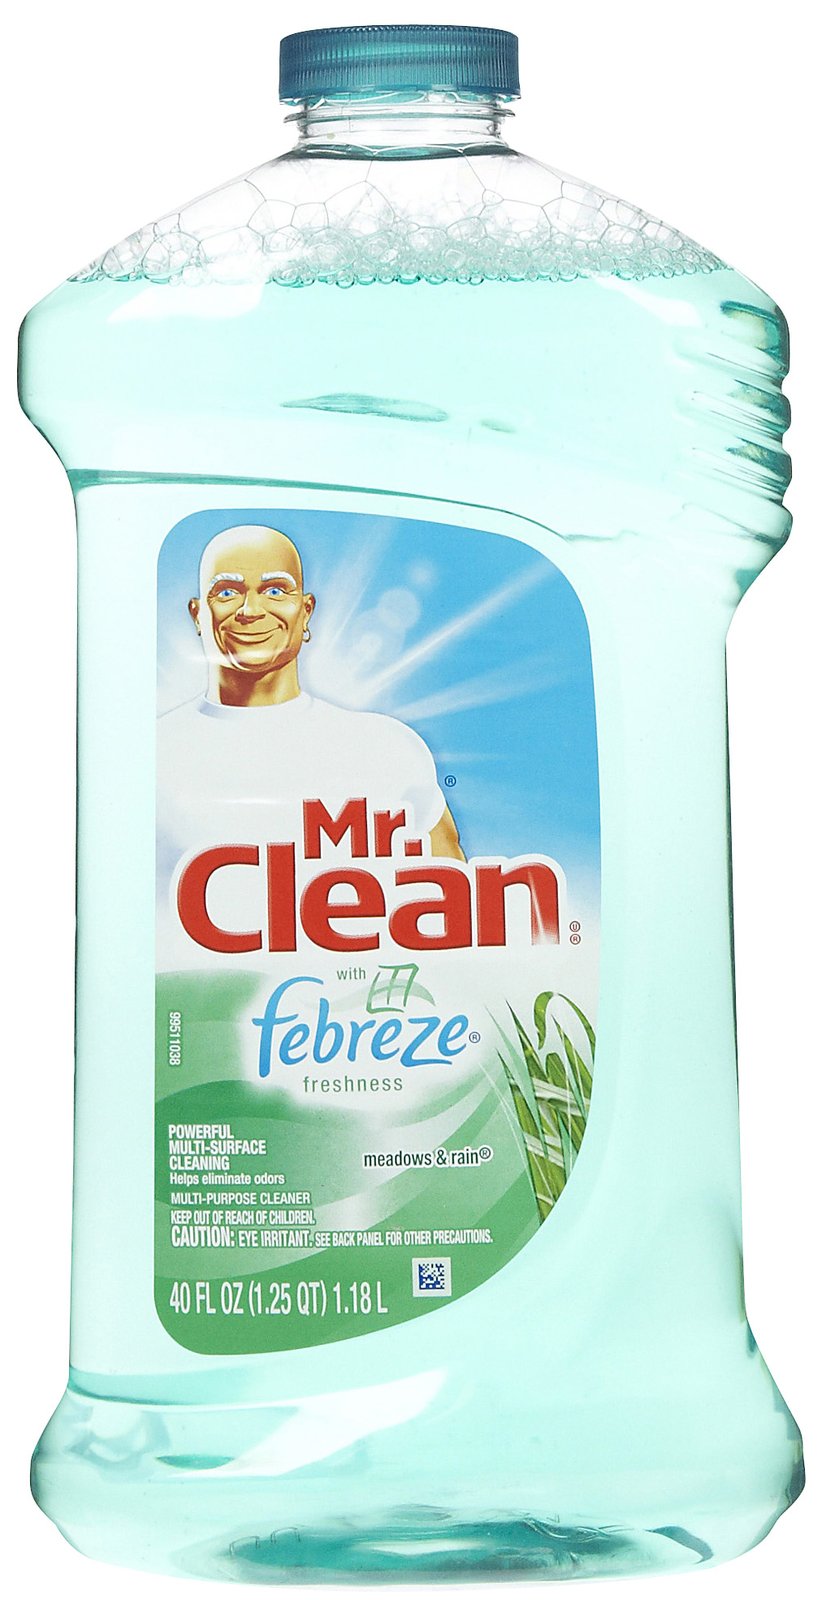 Mr.
Clean®
with
febreze®
freshness
99511038
meadows & rain®
POWERFUL
MULTI-SURFACE
CLEANING
Helps eliminate odors
MULTI-PURPOSE CLEANER
KEEP OUT OF REACH OF CHILDREN.
CAUTION: EYE IRRITANT. SEE BACK PANEL FOR OTHER PRECAUTIONS.
40 FL OZ (1.25 QT) 1.18 L